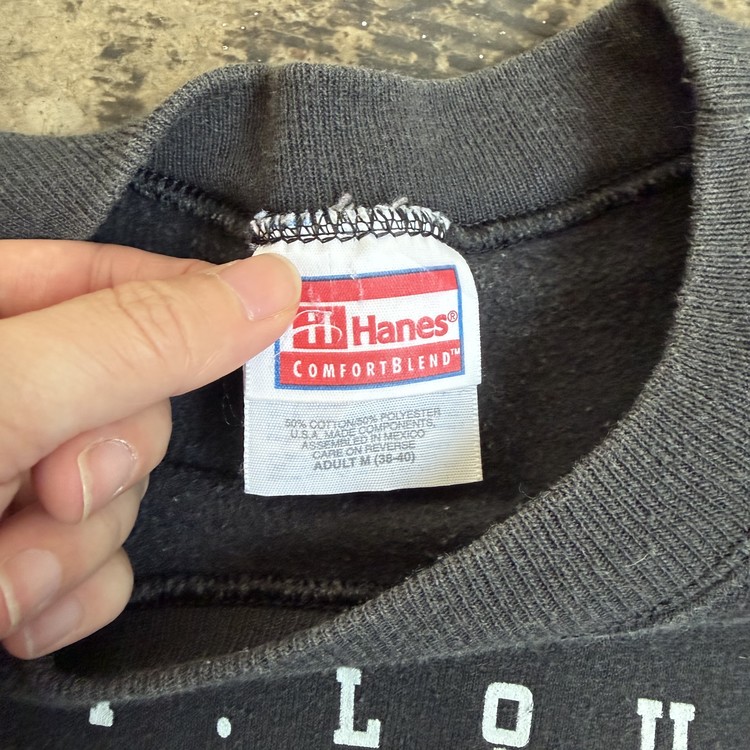 Hanes®
COMFORTBLEND™
50% COTTON/50% POLYESTER
U.S.A. MADE COMPONENTS,
ASSEMBLED IN MEXICO
CARE ON REVERSE
ADULT M (38-40)
. L O U